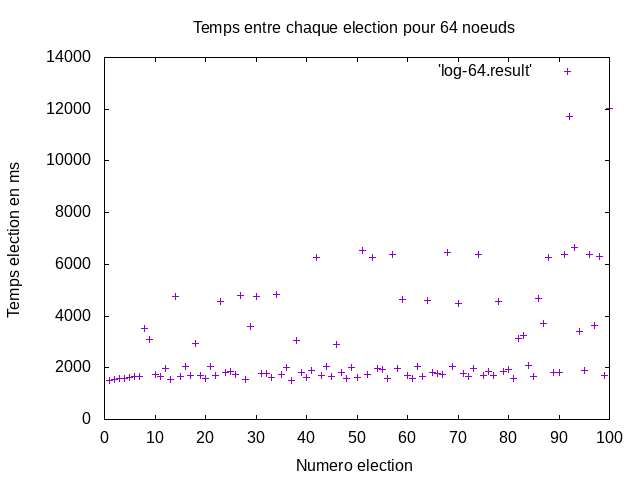 Temps entre chaque election pour 64 noeuds
14000
'log-64.result'
12000
10000
8000
6000
4000
2000
0
Temps election en ms
0 10 20 30 40 50 60 70 80 90 100
Numero election